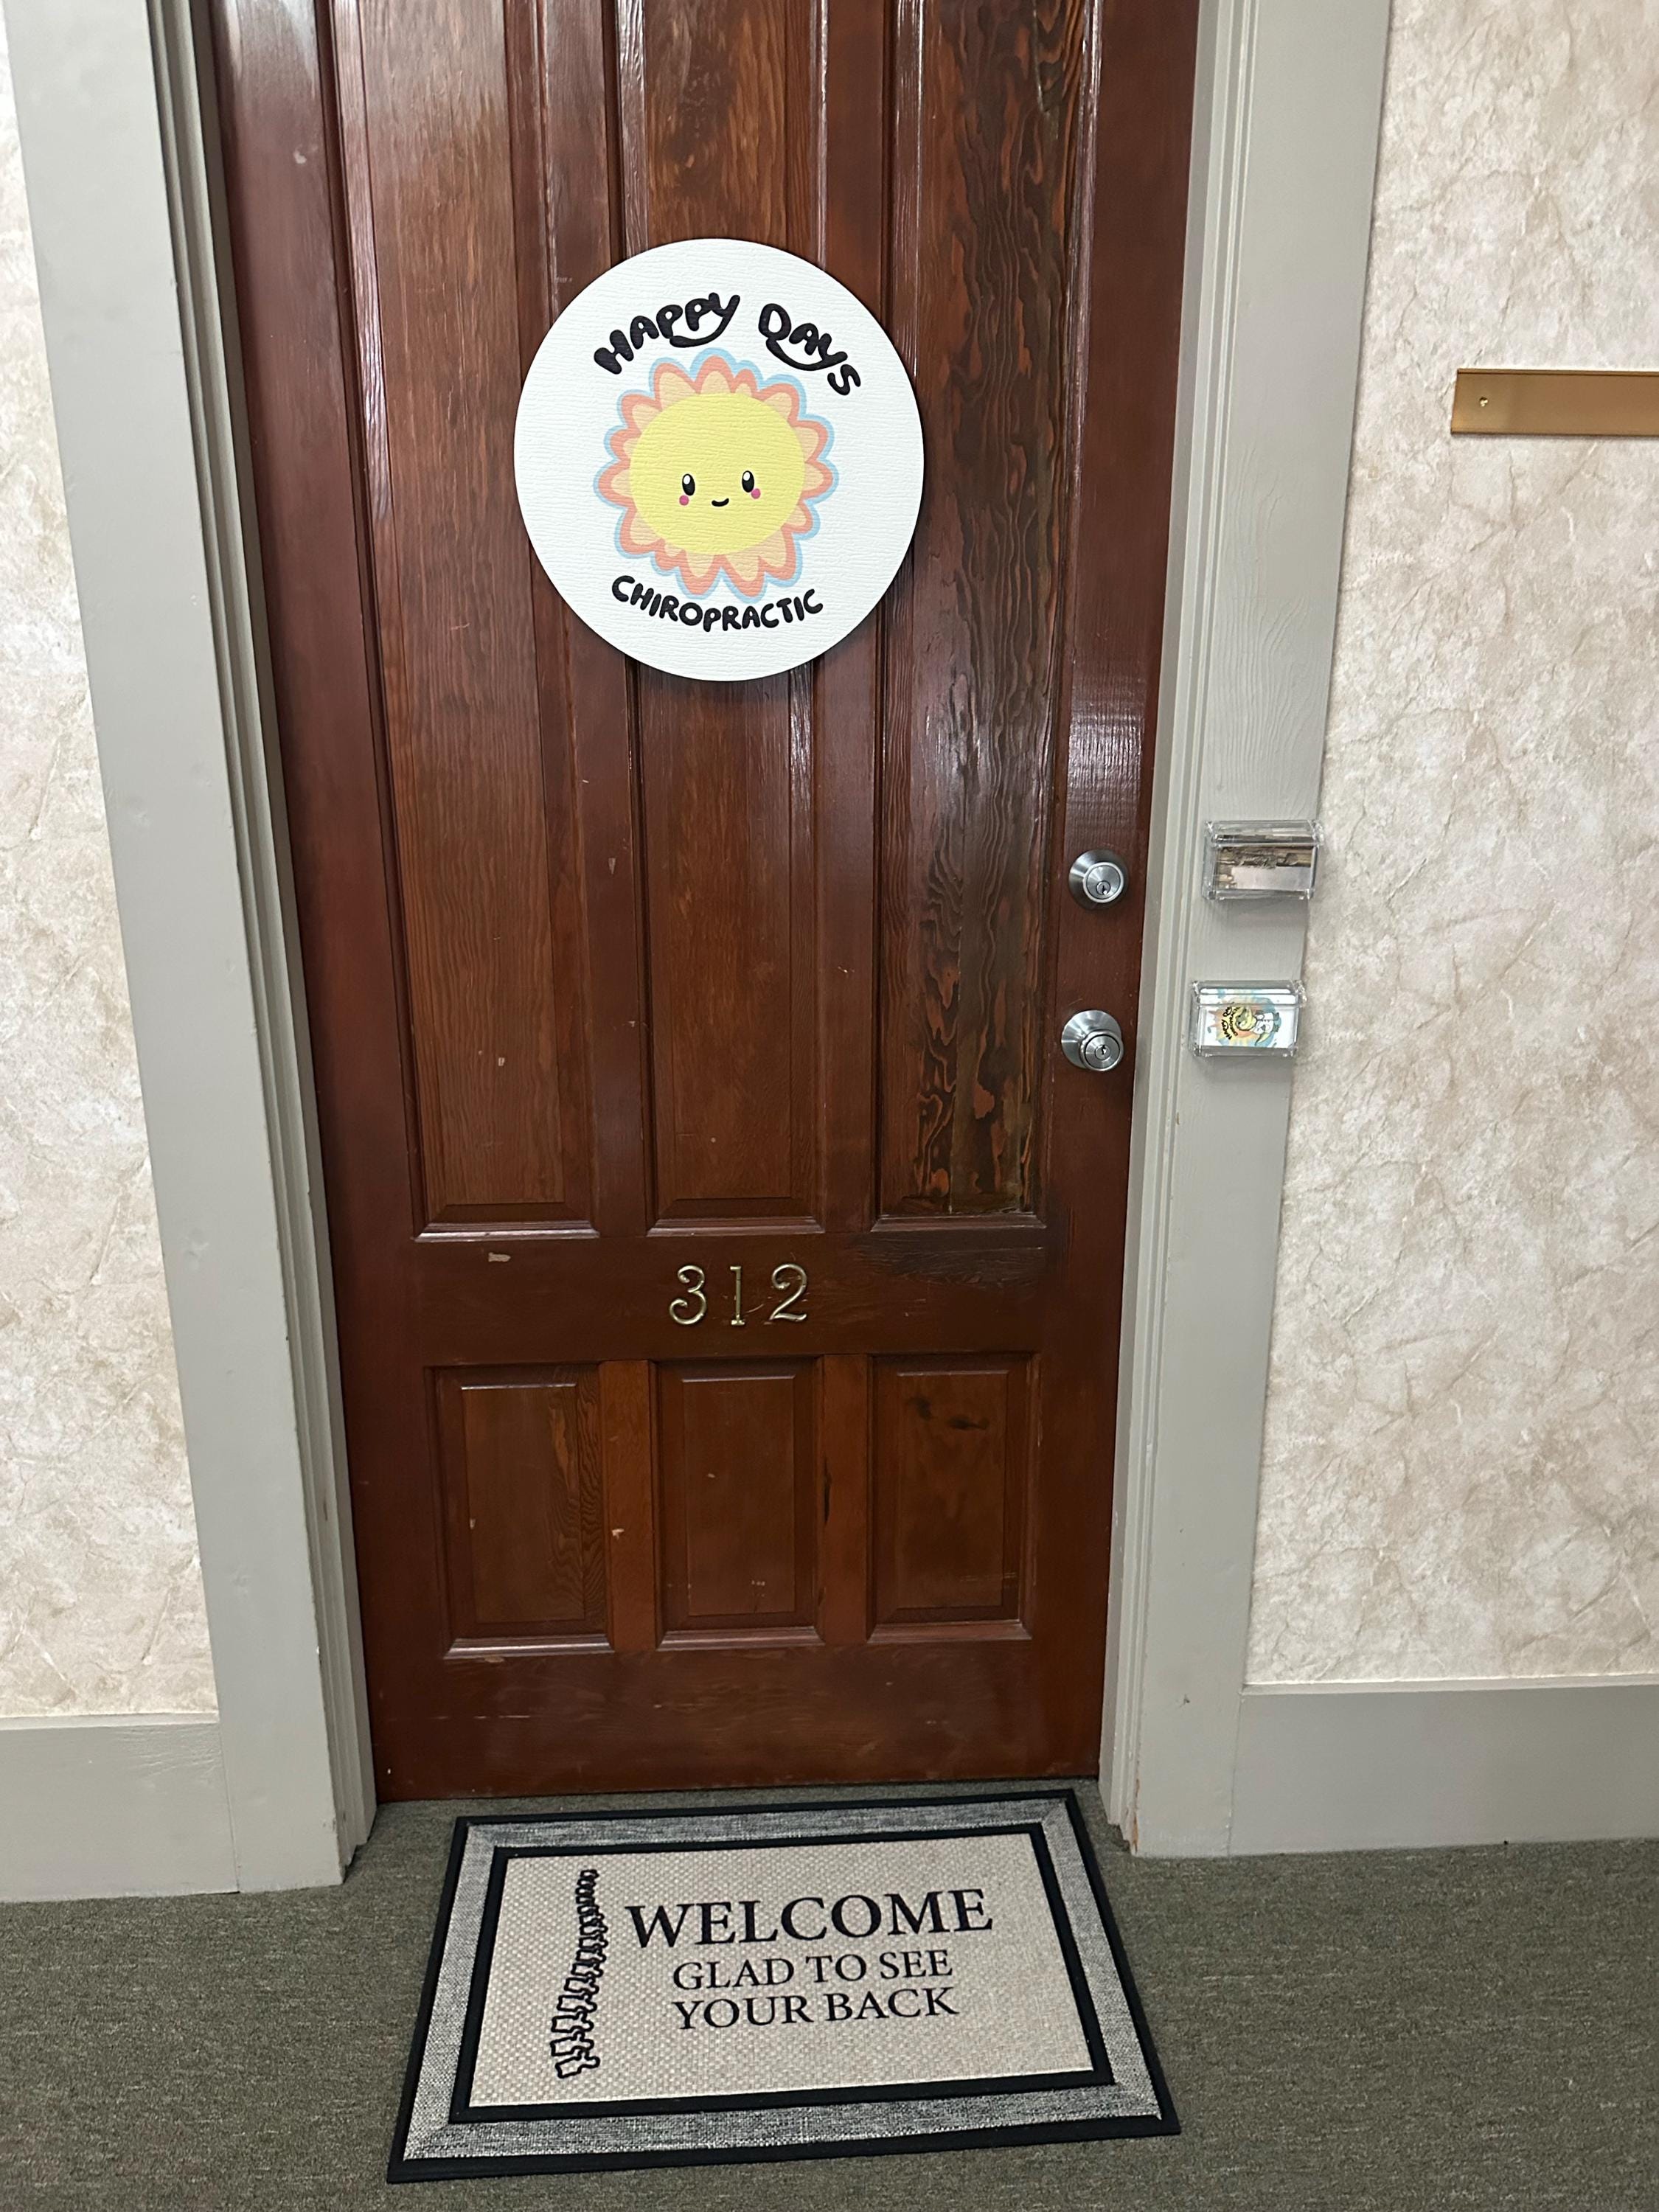 HAPPY DAYS
CHIROPRACTIC
312
WELCOME
GLAD TO SEE
YOUR BACK